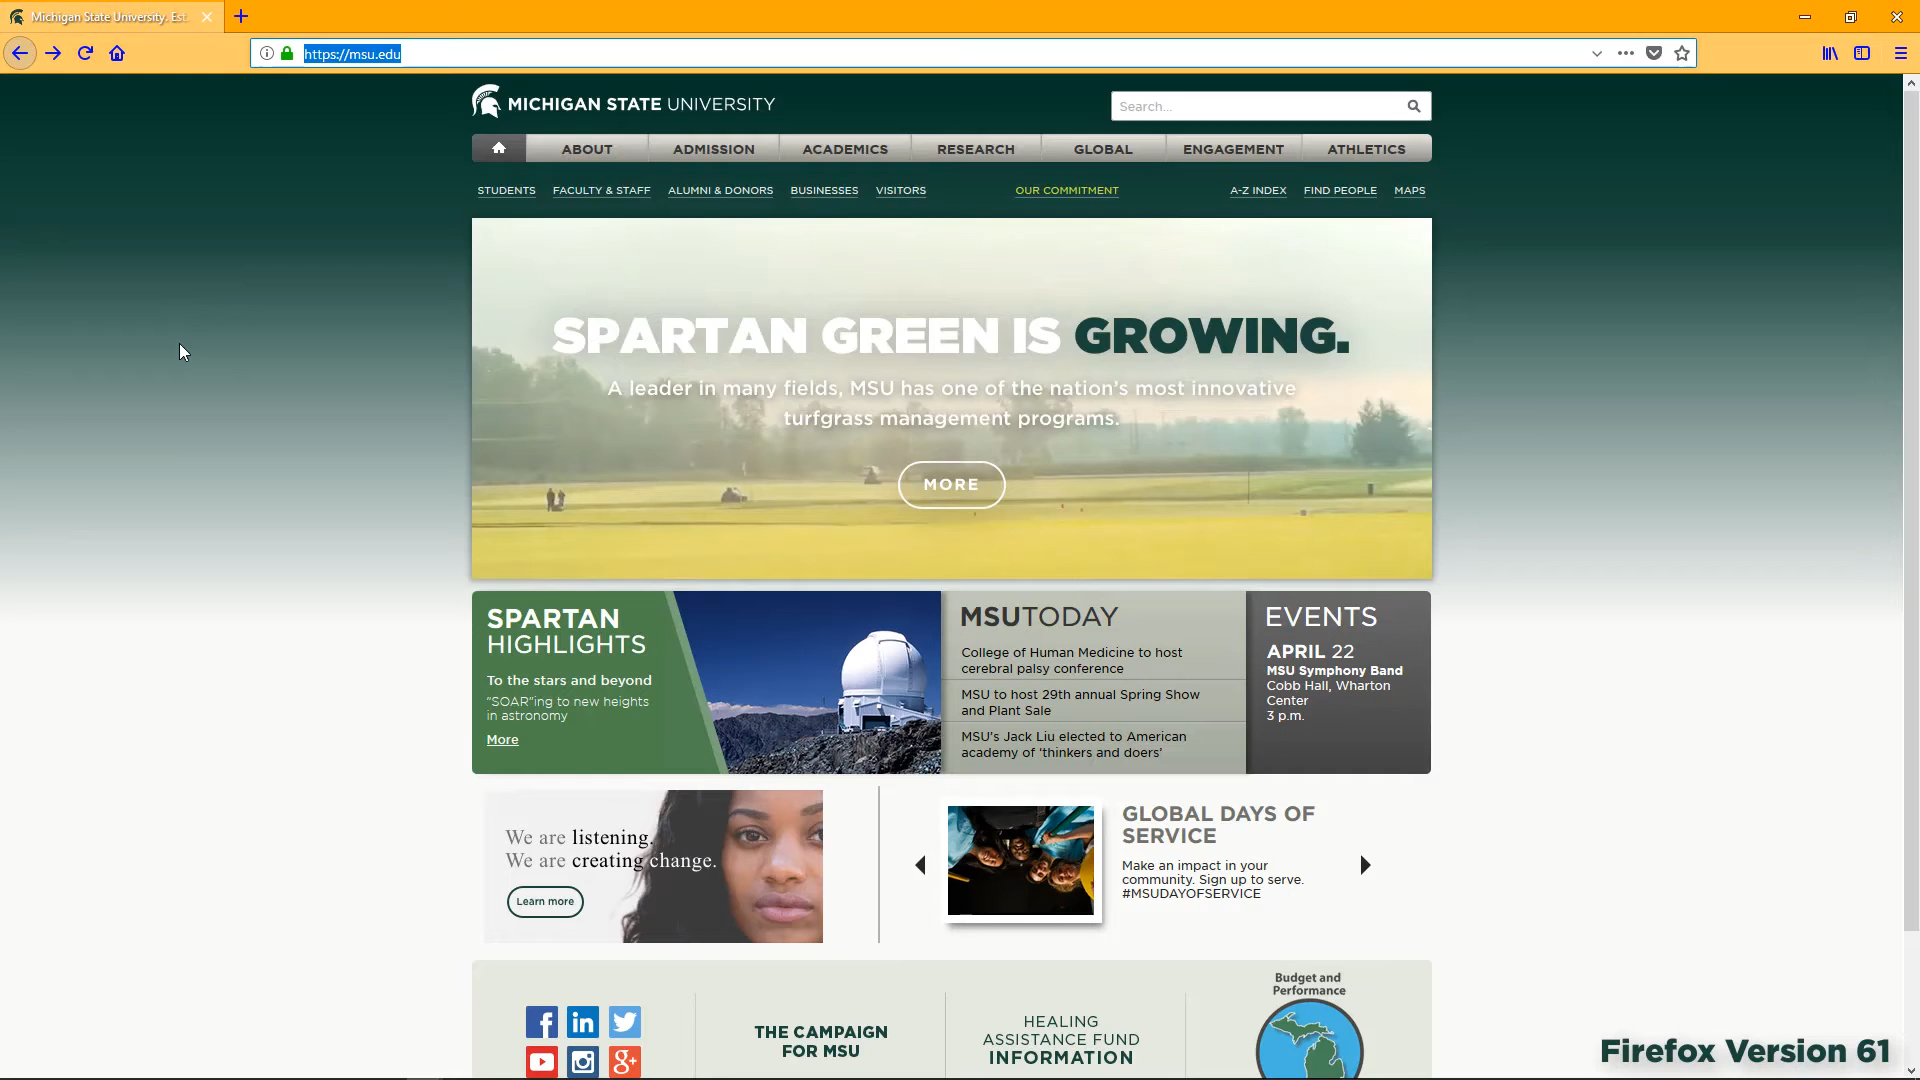 Michigan State University. Est.
https://msu.edu
MICHIGAN STATE UNIVERSITY
Search...
ABOUT
ADMISSION
ACADEMICS
RESEARCH
GLOBAL
ENGAGEMENT
ATHLETICS
STUDENTS
FACULTY & STAFF
ALUMNI & DONORS
BUSINESSES
VISITORS
OUR COMMITMENT
A-Z INDEX
FIND PEOPLE
MAPS
SPARTAN GREEN IS GROWING.
A leader in many fields, MSU has one of the nation's most innovative
turfgrass management programs.
MORE
SPARTAN
HIGHLIGHTS
To the stars and beyond
"SOAR"ing to new heights
in astronomy
More
MSUTODAY
College of Human Medicine to host
cerebral palsy conference
MSU to host 29th annual Spring Show
and Plant Sale
MSU's Jack Liu elected to American
academy of 'thinkers and doers'
EVENTS
APRIL 22
MSU Symphony Band
Cobb Hall, Wharton
Center
3 p.m.
We are listening.
We are creating change.
Learn more
GLOBAL DAYS OF
SERVICE
Make an impact in your
community. Sign up to serve.
#MSUDAYOFSERVICE
THE CAMPAIGN
FOR MSU
HEALING
ASSISTANCE FUND
INFORMATION
Budget and
Performance
Firefox Version 61